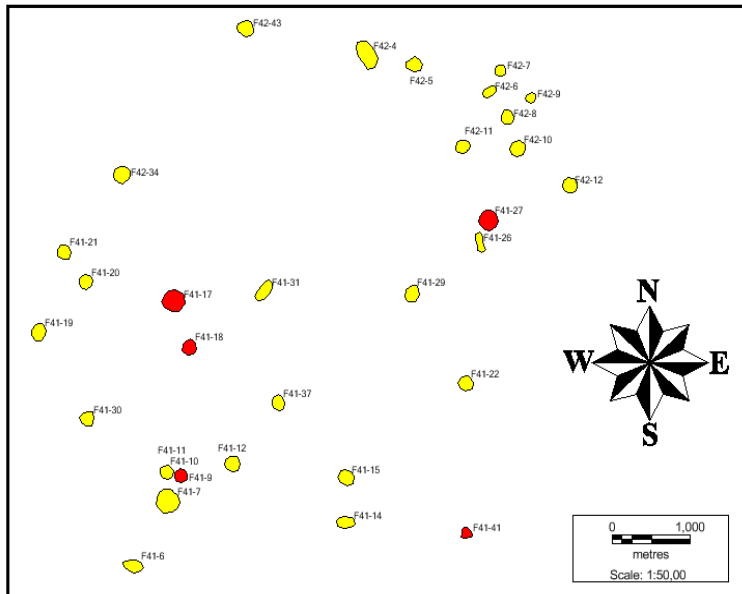 F42-43
F42-4
F42-5
F42-7
F42-6
F42-9
F42-8
F42-11
F42-10
F42-34
F42-12
F41-27
F41-26
F41-21
F41-20
F41-17
F41-31
F41-29
F41-19
F41-18
F41-22
F41-37
F41-30
F41-11
F41-10
F41-9
F41-12
F41-7
F41-15
F41-14
F41-41
F41-6
N
W E
S
0 1,000
metres
Scale: 1:50,00